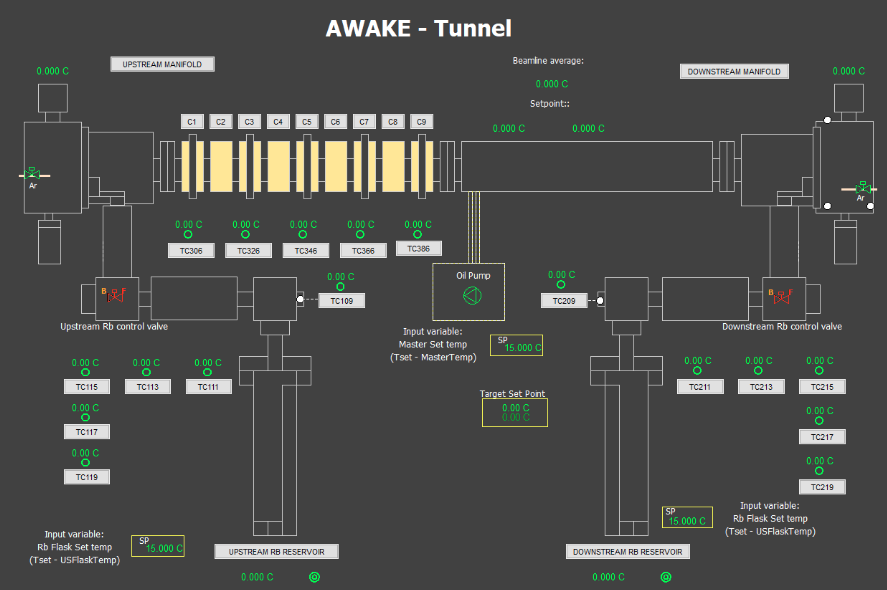 AWAKE - Tunnel
UPSTREAM MANIFOLD
Beamline average:
DOWNSTREAM MANIFOLD
0.000 C
0.000 C
0.000 C
Setpoint::
C1 C2 C3 C4 C5 C6 C7 C8 C9
0.000 C 0.000 C
Ar
Ar
0.00 C 0.00 C 0.00 C 0.00 C 0.00 C
TC306 TC326 TC346 TC366 TC386
0.00 C
TC109
Oil Pump
0.00 C
TC209
B F
B F
Upstream Rb control valve
Downstream Rb control valve
Input variable:
Master Set temp
(Tset - MasterTemp)
SP
15.000 C
0.00 C 0.00 C 0.00 C
TC115 TC113 TC111
0.00 C 0.00 C 0.00 C
TC211 TC213 TC215
Target Set Point
0.00 C
0.00 C
0.00 C
TC117
0.00 C
TC217
0.00 C
TC119
0.00 C
TC219
Input variable:
Rb Flask Set temp
(Tset - USFlaskTemp)
SP
15.000 C
SP
15.000 C
Input variable:
Rb Flask Set temp
(Tset - USFlaskTemp)
UPSTREAM RB RESERVOIR
DOWNSTREAM RB RESERVOIR
0.000 C
0.000 C